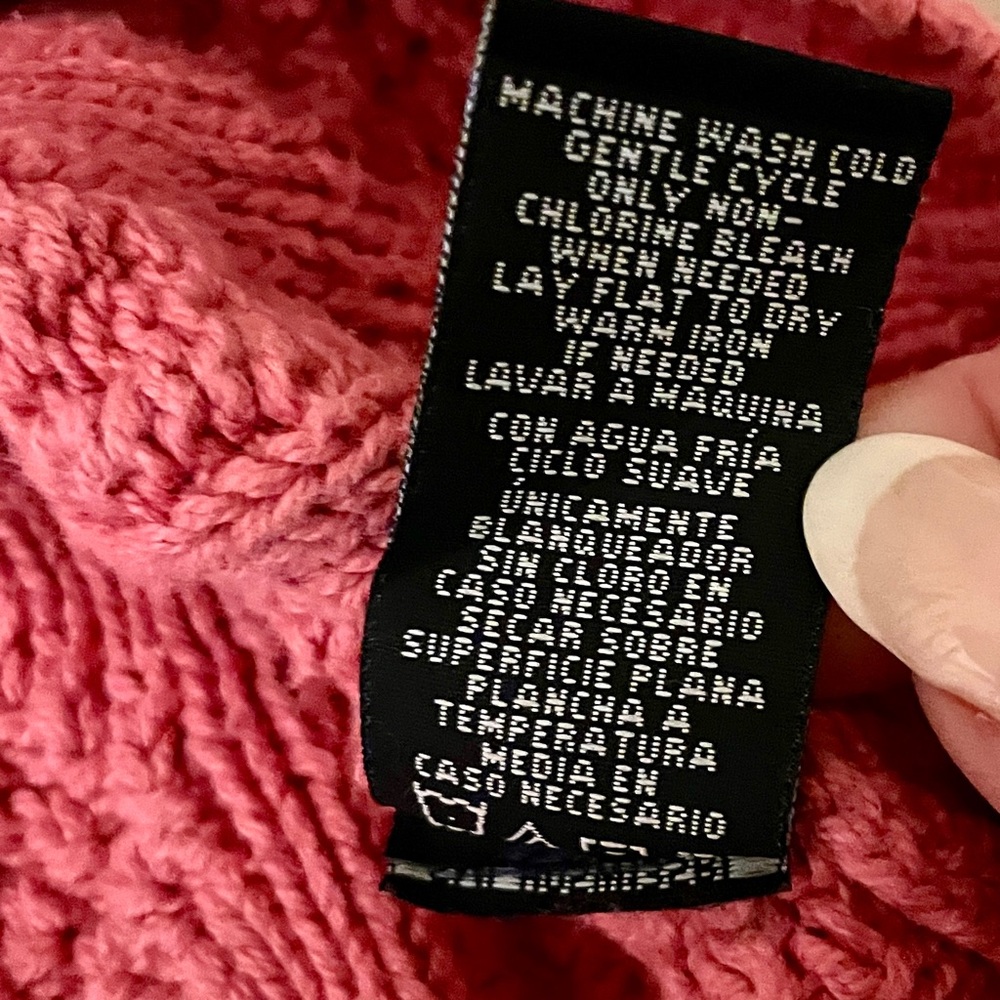 MACHINE WASH COLD
GENTLE CYCLE
ONLY NON-
CHLORINE BLEACH
WHEN NEEDED
LAY FLAT TO DRY
WARM IRON
IF NEEDED
LAVAR A MAQUINA
CON AGUA FRÍA
CICLO SUAVE
ÚNICAMENTE
BLANQUEADOR
SIN CLORO EN
CASO NECESARIO
SECAR SOBRE
SUPERFICIE PLANA
PLANCHA A
TEMPERATURA
MEDIA EN
CASO NECESARIO